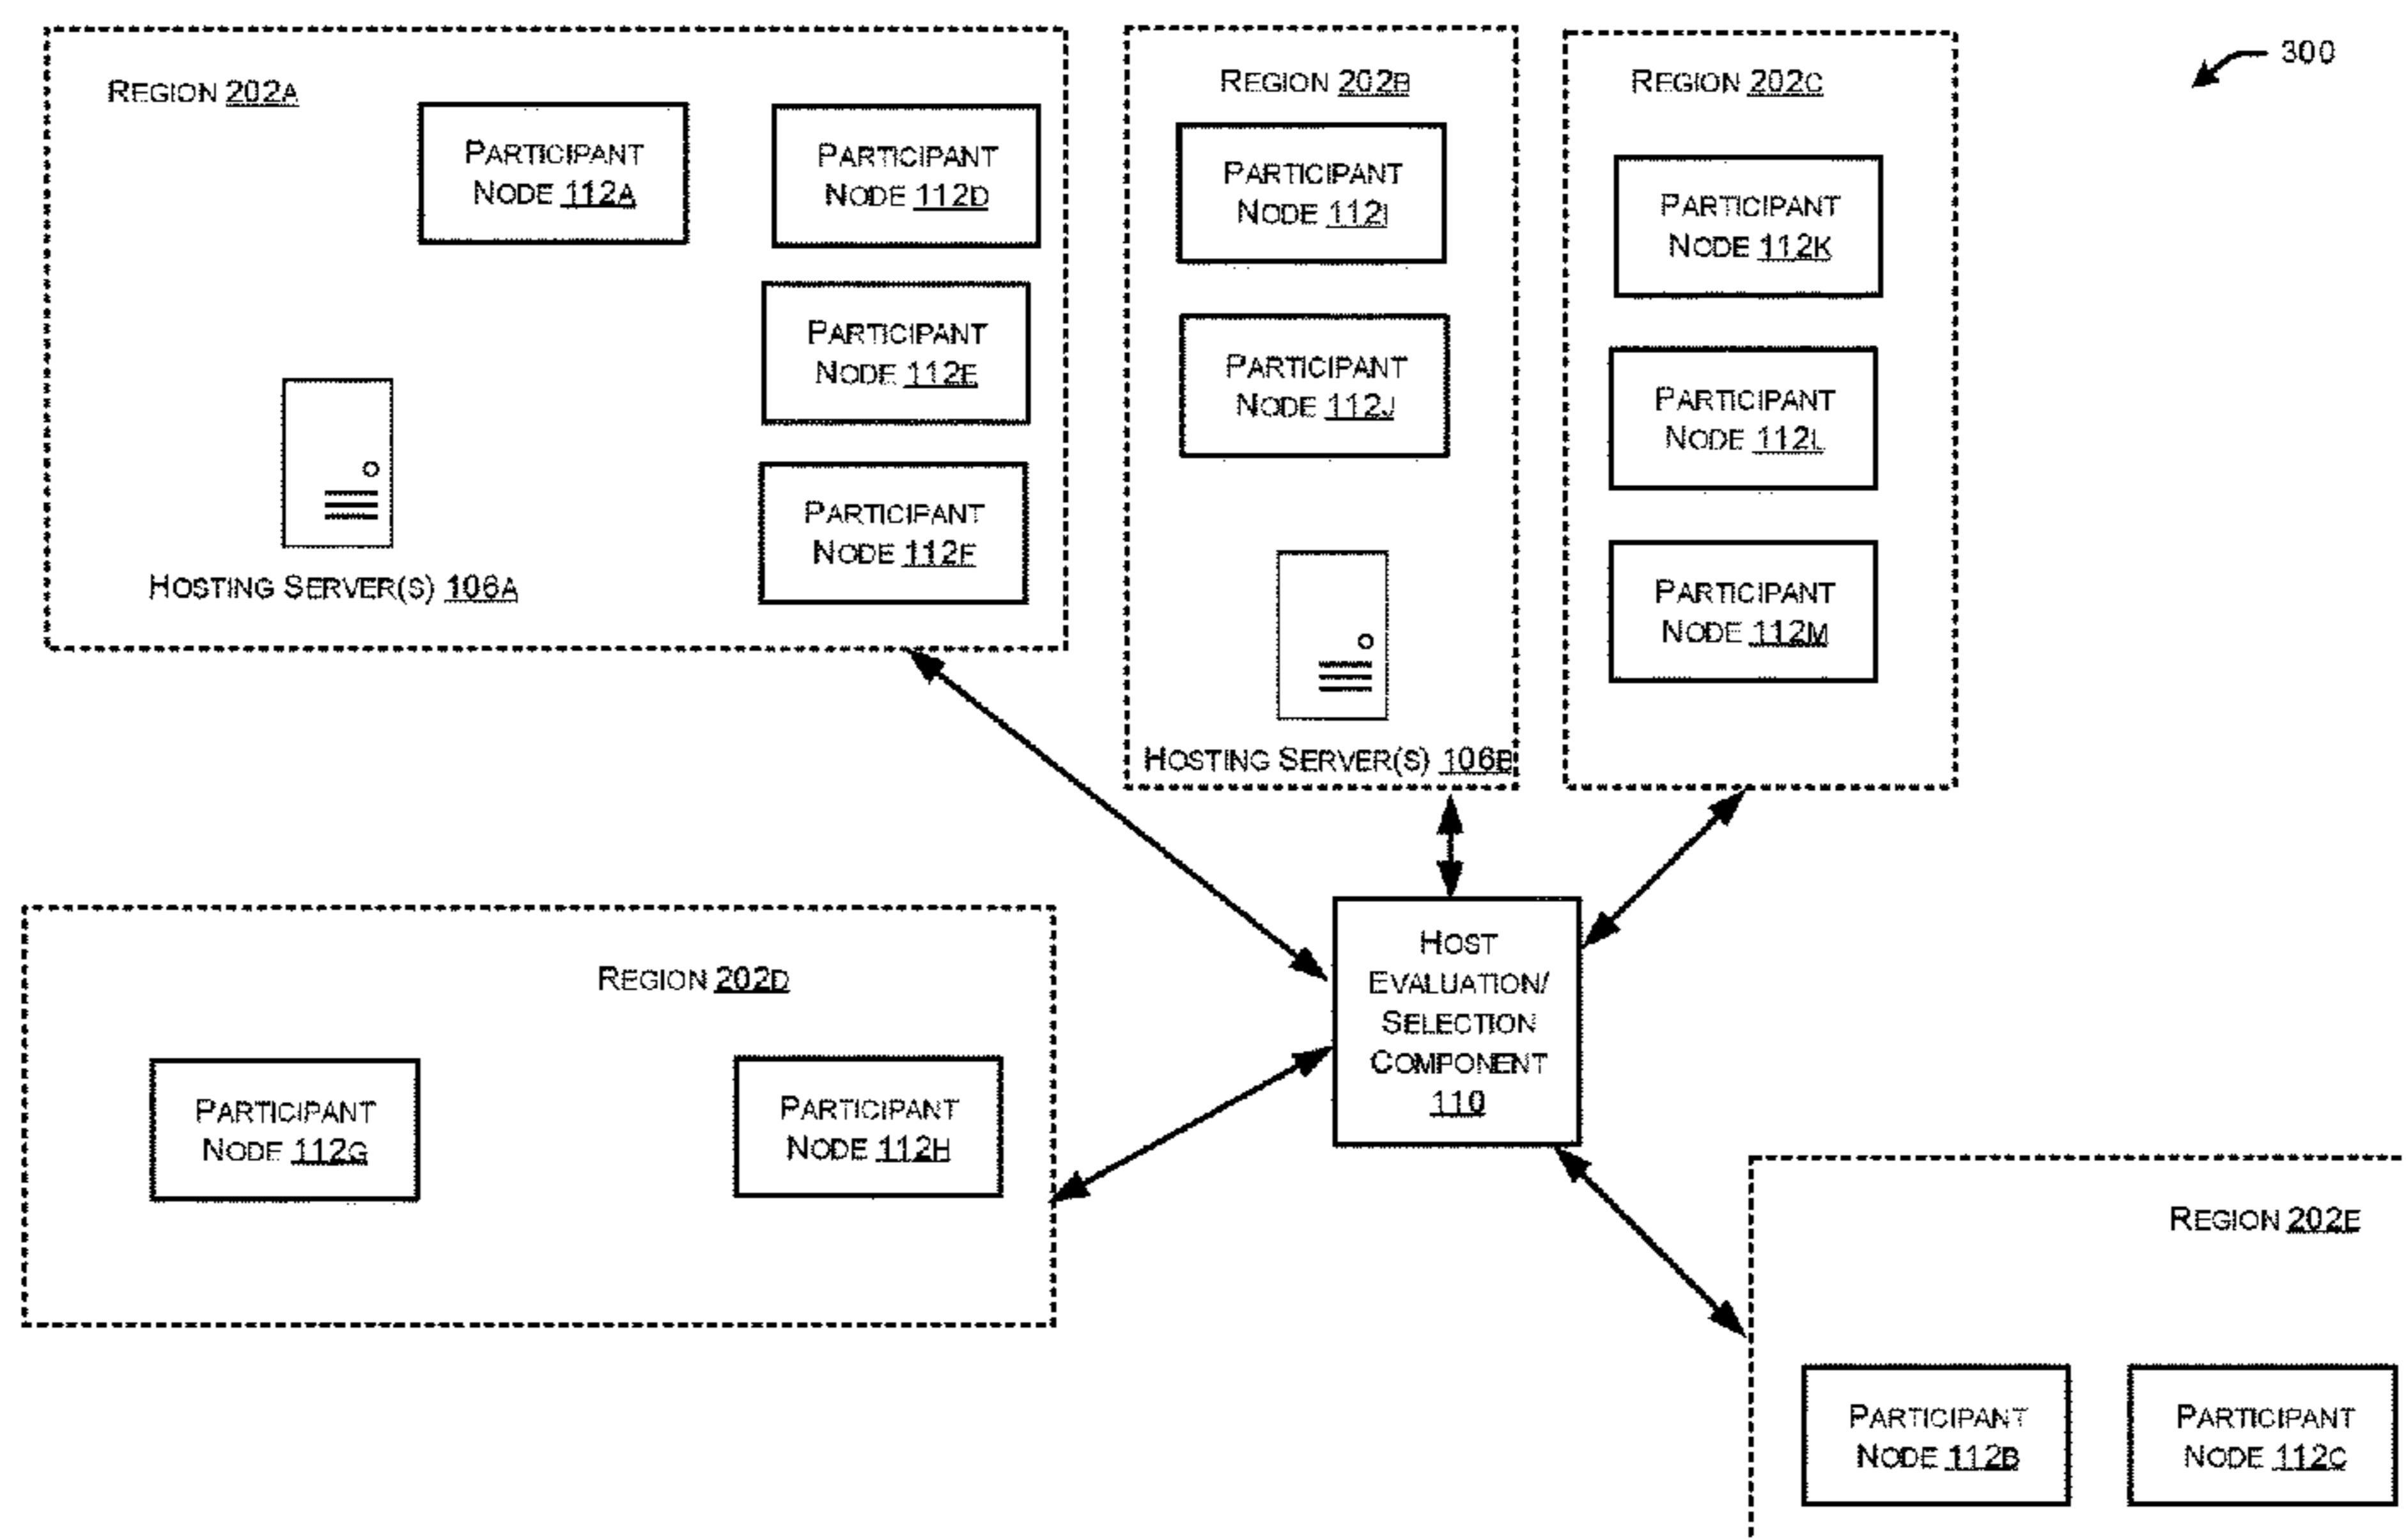 300
REGION 202A
PARTICIPANT
NODE 112A
PARTICIPANT
NODE 112D
PARTICIPANT
NODE 112E
PARTICIPANT
NODE 112F
HOSTING SERVER(S) 106A
REGION 202B
PARTICIPANT
NODE 112I
PARTICIPANT
NODE 112J
HOSTING SERVER(S) 106B
REGION 202C
PARTICIPANT
NODE 112K
PARTICIPANT
NODE 112L
PARTICIPANT
NODE 112M
HOST
EVALUATION/
SELECTION
COMPONENT
110
REGION 202D
PARTICIPANT
NODE 112G
PARTICIPANT
NODE 112H
REGION 202E
PARTICIPANT
NODE 112B
PARTICIPANT
NODE 112C